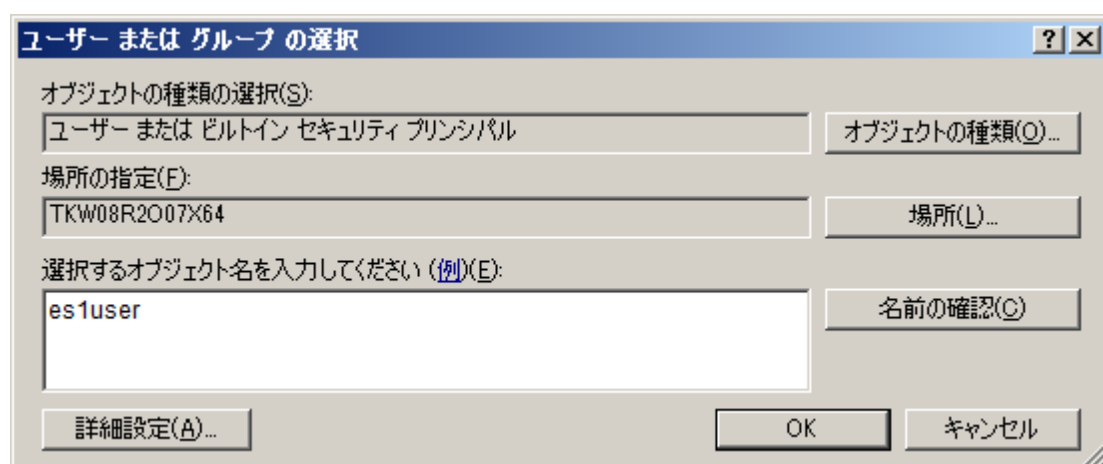 ユーザー または グループ の選択
オブジェクトの種類の選択(S):
ユーザー または ビルトイン セキュリティ プリンシパル
オブジェクトの種類(O)...
場所の指定(F):
TKW08R2O07X64
場所(L)...
選択するオブジェクト名を入力してください (例)(E):
es1user
名前の確認(C)
詳細設定(A)...
OK
キャンセル